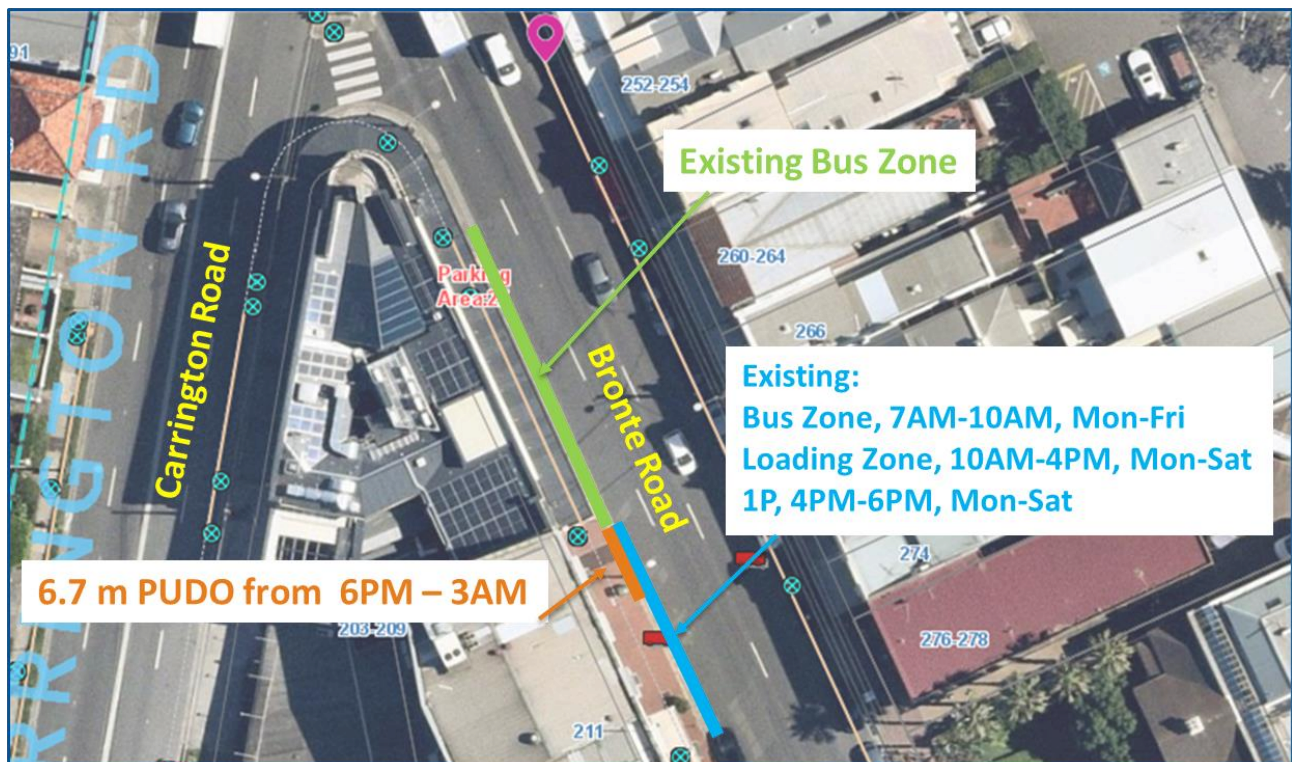 91
252-254
Existing Bus Zone
260-264
Parking
Area:2
266
Carrington Road
RRINGTON RD
Bronte Road
Existing:
Bus Zone, 7AM-10AM, Mon-Fri
Loading Zone, 10AM-4PM, Mon-Sat
1P, 4PM-6PM, Mon-Sat
274
6.7 m PUDO from 6PM – 3AM
203-209
276-278
211